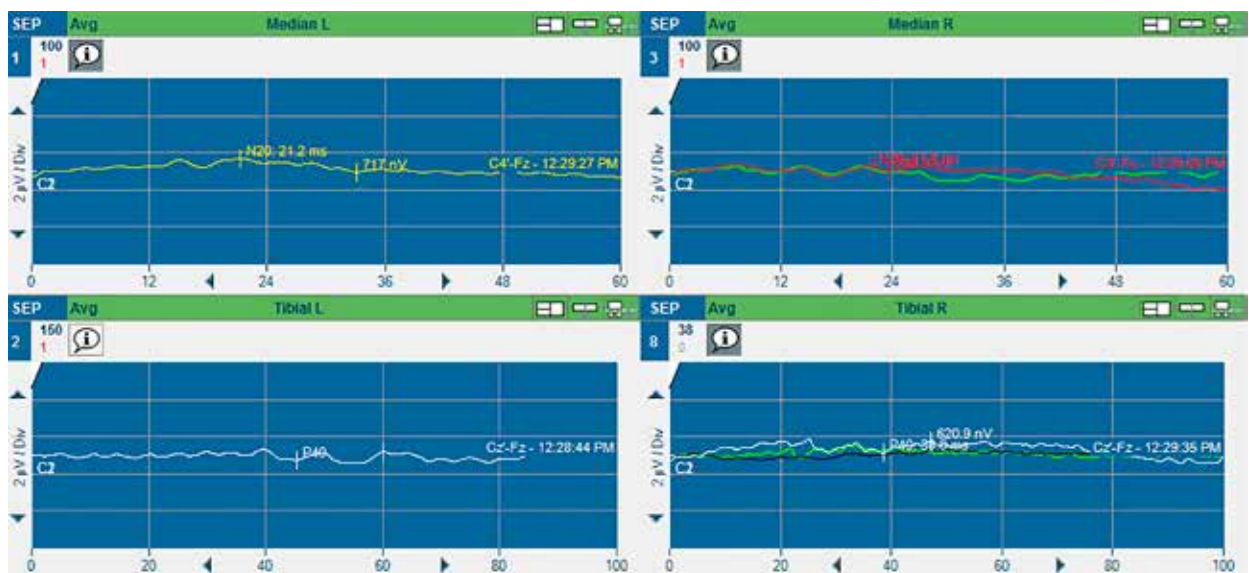 SEP Avg Median L
1 100
1
N20: 21.2 ms
717 nV C4'-Fz - 12:29:27 PM
C2
2 µV / Div
0 12 24 36 48 60
SEP Avg Median R
3 100
1
C2
2 µV / Div
0 12 24 36 48 60
SEP Avg Tibial L
2 150
1
P40 Cz'-Fz - 12:28:44 PM
C2
2 µV / Div
0 20 40 60 80 100
SEP Avg Tibial R
8 38
0
620.9 nV
Cz'-Fz - 12:29:35 PM
C2
2 µV / Div
0 20 40 60 80 100